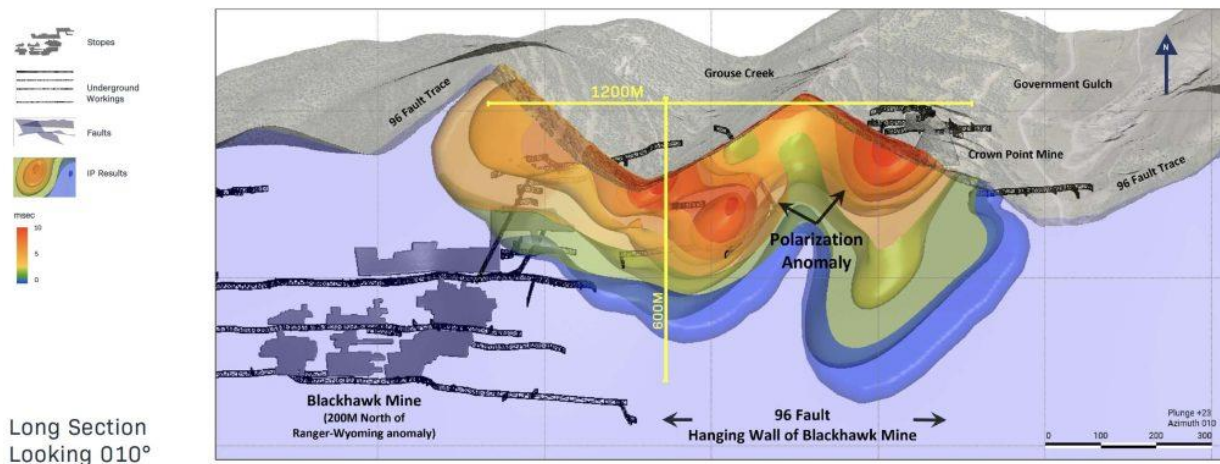 Stopes
Underground
Workings
Faults
IP Results
msec
10
5
0
Long Section
Looking 010°
96 Fault Trace
Grouse Creek
1200M
Government Gulch
N
Crown Point Mine
96 Fault Trace
Polarization
Anomaly
600M
Blackhawk Mine
(200M North of
Ranger-Wyoming anomaly)
96 Fault
Hanging Wall of Blackhawk Mine
Plunge +23
Azimuth 010
0 100 200 300